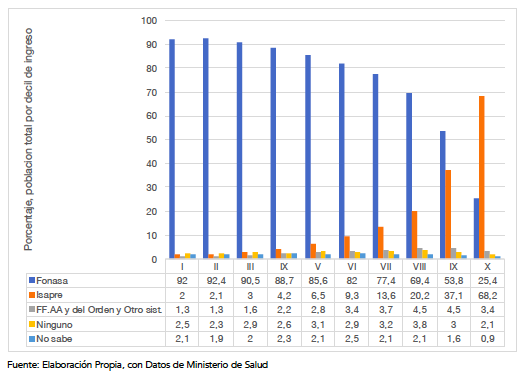 Porcentaje, poblacion total por decil de ingreso
100
90
80
70
60
50
40
30
20
10
0
I II III IX V VI VII VIII IX X
Fonasa 92 92,4 90,5 88,7 85,6 82 77,4 69,4 53,8 25,4
Isapre 2 2,1 3 4,2 6,5 9,3 13,6 20,2 37,1 68,2
FF.AA y del Orden y Otro sist. 1,3 1,3 1,6 2,2 2,8 3,4 3,7 4,5 4,5 3,4
Ninguno 2,5 2,3 2,9 2,6 3,1 2,9 3,2 3,8 3 2,1
No sabe 2,1 1,9 2 2,3 2,1 2,5 2,1 2,1 1,6 0,9
Fuente: Elaboración Propia, con Datos de Ministerio de Salud